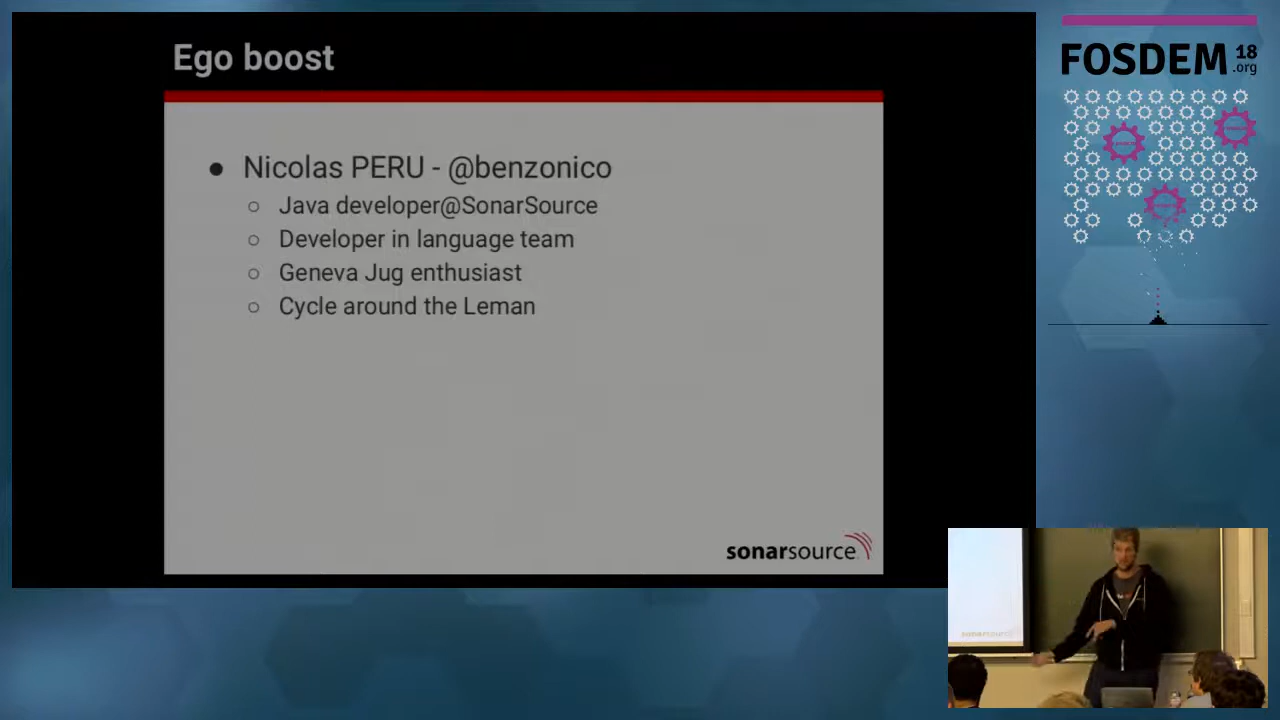 Ego boost
● Nicolas PERU - @benzonico
○ Java developer@SonarSource
○ Developer in language team
○ Geneva Jug enthusiast
○ Cycle around the Leman
sonarsource
FOSDEM 18
.org